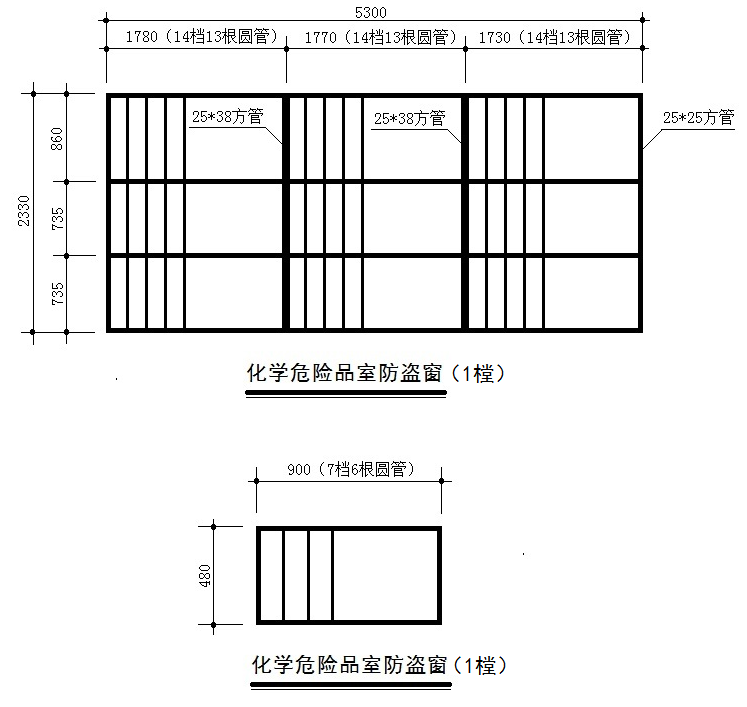 5300
1780（14档13根圆管）
1770（14档13根圆管）
1730（14档13根圆管）
25*38方管
25*38方管
25*25方管
860
2330
735
735
化学危险品室防盗窗（1樘）
900（7档6根圆管）
480
化学危险品室防盗窗（1樘）